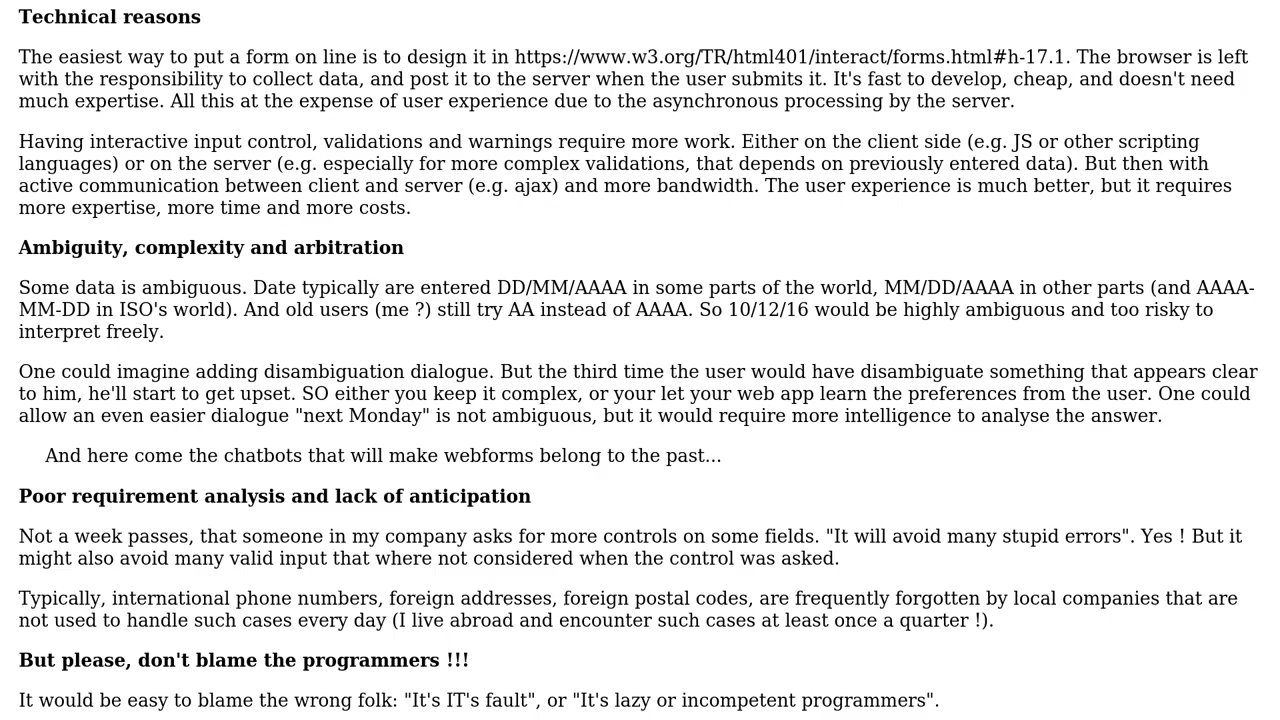 Technical reasons
The easiest way to put a form on line is to design it in https://www.w3.org/TR/html401/interact/forms.html#h-17.1. The browser is left
with the responsibility to collect data, and post it to the server when the user submits it. It's fast to develop, cheap, and doesn't need
much expertise. All this at the expense of user experience due to the asynchronous processing by the server.
Having interactive input control, validations and warnings require more work. Either on the client side (e.g. JS or other scripting
languages) or on the server (e.g. especially for more complex validations, that depends on previously entered data). But then with
active communication between client and server (e.g. ajax) and more bandwidth. The user experience is much better, but it requires
more expertise, more time and more costs.
Ambiguity, complexity and arbitration
Some data is ambiguous. Date typically are entered DD/MM/AAAA in some parts of the world, MM/DD/AAAA in other parts (and AAAA-
MM-DD in ISO's world). And old users (me ?) still try AA instead of AAAA. So 10/12/16 would be highly ambiguous and too risky to
interpret freely.
One could imagine adding disambiguation dialogue. But the third time the user would have disambiguate something that appears clear
to him, he'll start to get upset. SO either you keep it complex, or your let your web app learn the preferences from the user. One could
allow an even easier dialogue "next Monday" is not ambiguous, but it would require more intelligence to analyse the answer.
And here come the chatbots that will make webforms belong to the past...
Poor requirement analysis and lack of anticipation
Not a week passes, that someone in my company asks for more controls on some fields. "It will avoid many stupid errors". Yes ! But it
might also avoid many valid input that where not considered when the control was asked.
Typically, international phone numbers, foreign addresses, foreign postal codes, are frequently forgotten by local companies that are
not used to handle such cases every day (I live abroad and encounter such cases at least once a quarter !).
But please, don't blame the programmers !!!
It would be easy to blame the wrong folk: "It's IT's fault", or "It's lazy or incompetent programmers".